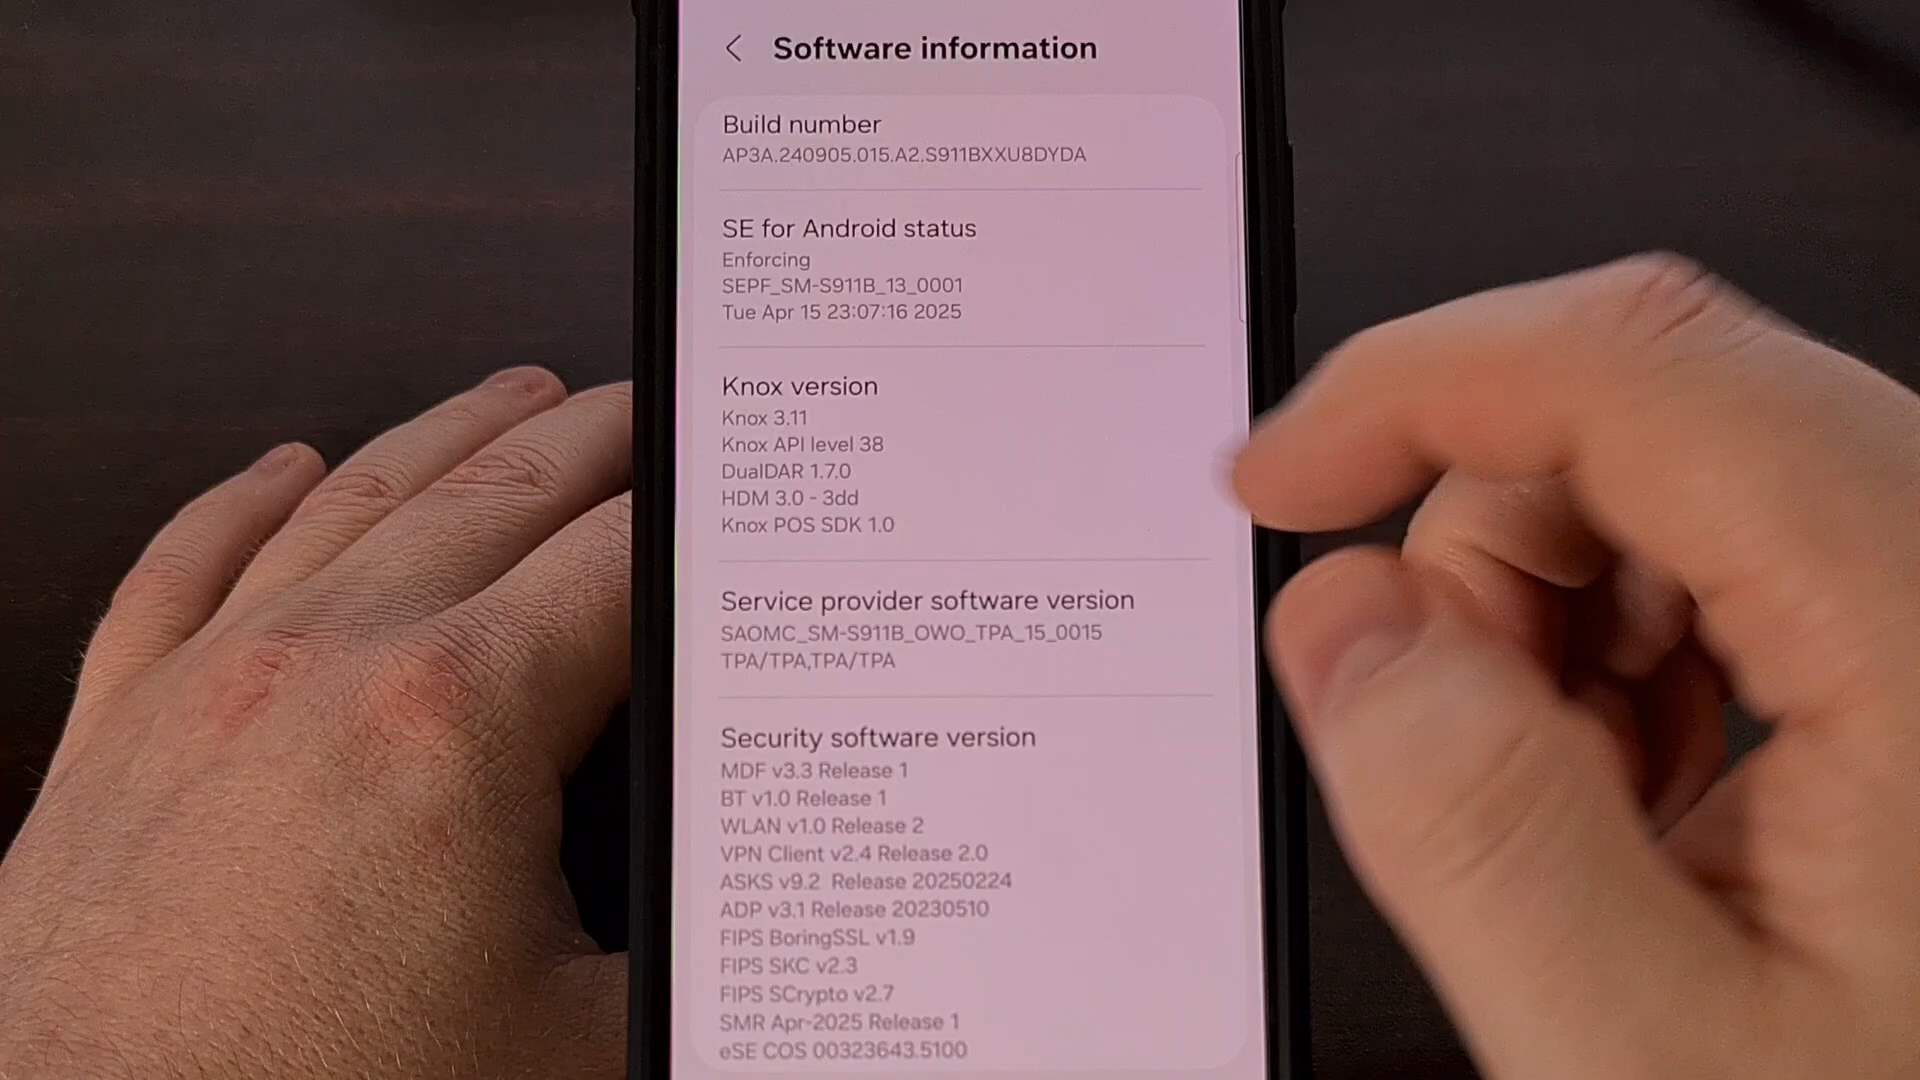 Software information
Build number
AP3A.240905.015.A2.S911BXXU8DYDA
SE for Android status
Enforcing
SEPF_SM-S911B_13_0001
Tue Apr 15 23:07:16 2025
Knox version
Knox 3.11
Knox API level 38
DualDAR 1.7.0
HDM 3.0 - 3dd
Knox POS SDK 1.0
Service provider software version
SAOMC_SM-S911B_OWO_TPA_15_0015
TPA/TPA,TPA/TPA
Security software version
MDF v3.3 Release 1
BT v1.0 Release 1
WLAN v1.0 Release 2
VPN Client v2.4 Release 2.0
ASKS v9.2 Release 20250224
ADP v3.1 Release 20230510
FIPS BoringSSL v1.9
FIPS SKC v2.3
FIPS SCrypto v2.7
SMR Apr-2025 Release 1
eSE COS 00323643.5100